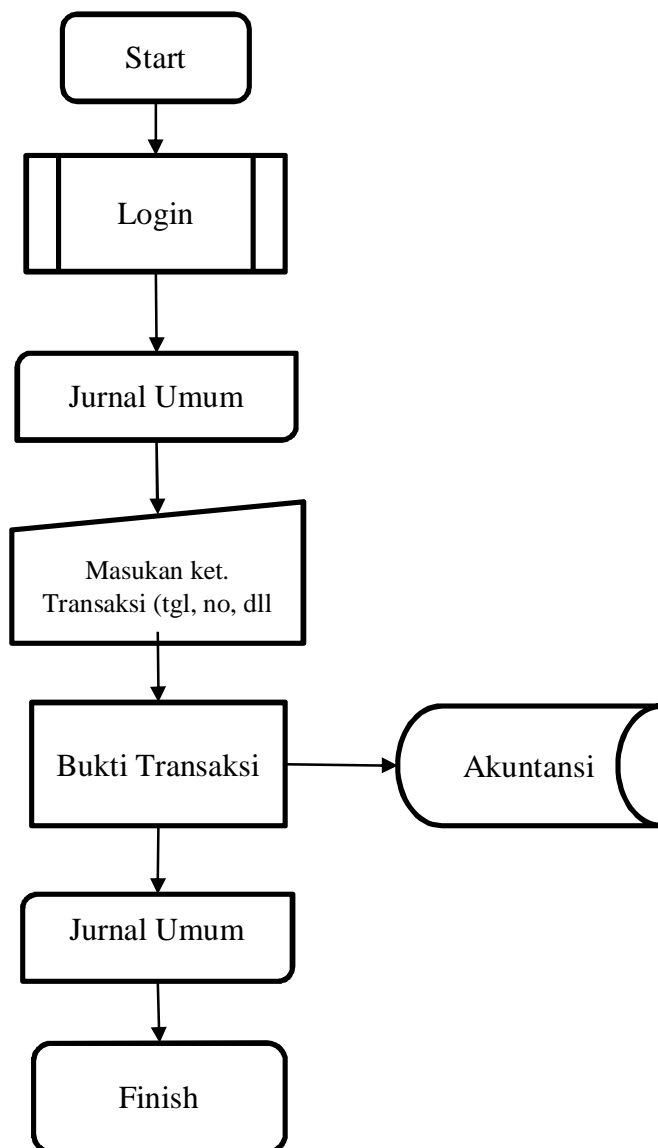 Start
Login
Jurnal Umum
Masukan ket.
Transaksi (tgl, no, dll
Bukti Transaksi
Akuntansi
Jurnal Umum
Finish